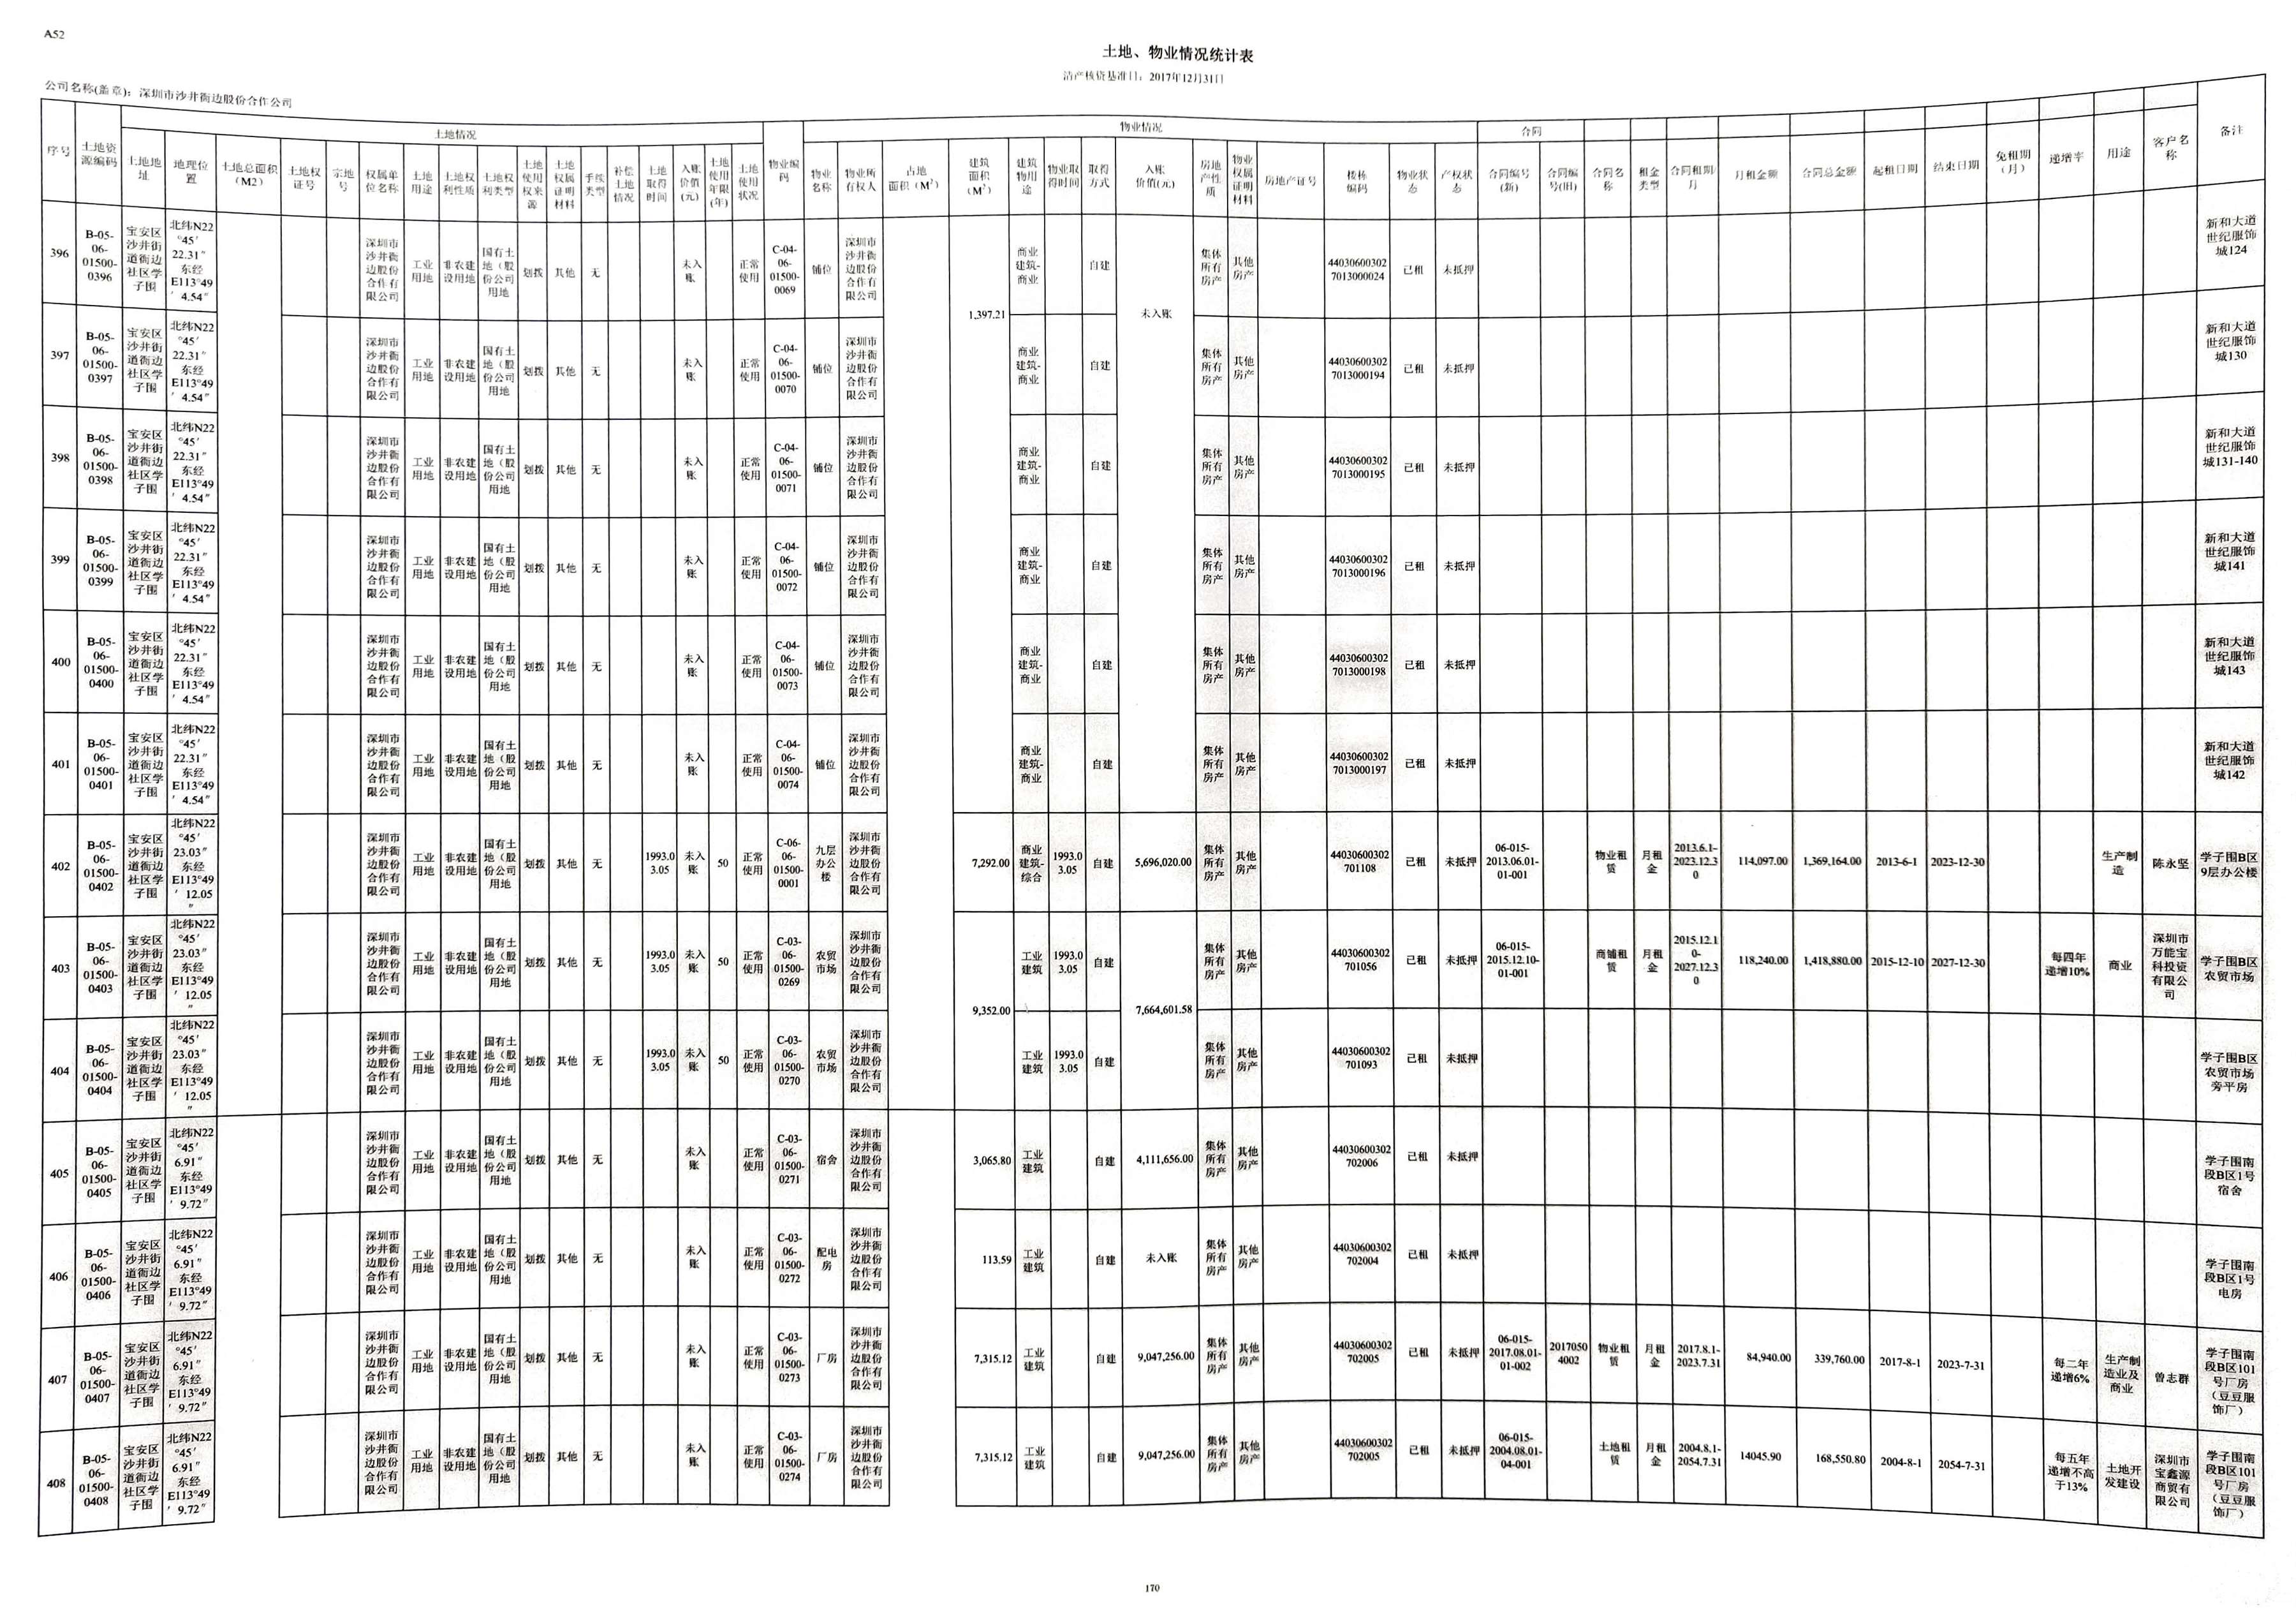 A52
土地、物业情况统计表
清产核资基准日：2017年12月31日
公司名称(盖章)：深圳市沙井衙边股份合作公司
土地情况 物业情况 合同
序号 土地资源编码 土地地址 地理位置 土地总面积（M2） 土地权证号 宗地号 权属单位名称 土地用途 土地权利性质 土地权利类型 土地使用权来源 土地权属证明材料 手续类型 补偿土地情况 土地取得时间 入账价值(元) 土地使用年限(年) 土地使用状况 物业编码 物业名称 物业所有权人 占地面积（M²） 建筑面积（M²） 建筑物用途 物业取得时间 取得方式 入账价值(元) 房地产性质 物业权属证明材料 房地产证号 楼栋编码 物业状态 产权状态 合同编号(新) 合同编号(旧) 合同名称 租金类型 合同租期/月 月租金额 合同总金额 起租日期 结束日期 免租期（月） 递增率 用途 客户名称 备注
396 B-05-06-01500-0396 宝安区沙井街道衙边社区学子围 北纬N22°45′22.31″东经E113°49′4.54″ 深圳市沙井衙边股份合作有限公司 工业用地 非农建设用地 国有土地（股份公司用地 划拨 其他 无 未入账 正常使用 C-04-06-01500-0069 铺位 深圳市沙井衙边股份合作有限公司 1,397.21 商业建筑-商业 自建 未入账 集体所有房产 其他房产 440306003027013000024 已租 未抵押 新和大道世纪服饰城124
397 B-05-06-01500-0397 宝安区沙井街道衙边社区学子围 北纬N22°45′22.31″东经E113°49′4.54″ 深圳市沙井衙边股份合作有限公司 工业用地 非农建设用地 国有土地（股份公司用地 划拨 其他 无 未入账 正常使用 C-04-06-01500-0070 铺位 深圳市沙井衙边股份合作有限公司 商业建筑-商业 自建 集体所有房产 其他房产 440306003027013000194 已租 未抵押 新和大道世纪服饰城130
398 B-05-06-01500-0398 宝安区沙井街道衙边社区学子围 北纬N22°45′22.31″东经E113°49′4.54″ 深圳市沙井衙边股份合作有限公司 工业用地 非农建设用地 国有土地（股份公司用地 划拨 其他 无 未入账 正常使用 C-04-06-01500-0071 铺位 深圳市沙井衙边股份合作有限公司 商业建筑-商业 自建 集体所有房产 其他房产 440306003027013000195 已租 未抵押 新和大道世纪服饰城131-140
399 B-05-06-01500-0399 宝安区沙井街道衙边社区学子围 北纬N22°45′22.31″东经E113°49′4.54″ 深圳市沙井衙边股份合作有限公司 工业用地 非农建设用地 国有土地（股份公司用地 划拨 其他 无 未入账 正常使用 C-04-06-01500-0072 铺位 深圳市沙井衙边股份合作有限公司 商业建筑-商业 自建 集体所有房产 其他房产 440306003027013000196 已租 未抵押 新和大道世纪服饰城141
400 B-05-06-01500-0400 宝安区沙井街道衙边社区学子围 北纬N22°45′22.31″东经E113°49′4.54″ 深圳市沙井衙边股份合作有限公司 工业用地 非农建设用地 国有土地（股份公司用地 划拨 其他 无 未入账 正常使用 C-04-06-01500-0073 铺位 深圳市沙井衙边股份合作有限公司 商业建筑-商业 自建 集体所有房产 其他房产 440306003027013000198 已租 未抵押 新和大道世纪服饰城143
401 B-05-06-01500-0401 宝安区沙井街道衙边社区学子围 北纬N22°45′22.31″东经E113°49′4.54″ 深圳市沙井衙边股份合作有限公司 工业用地 非农建设用地 国有土地（股份公司用地 划拨 其他 无 未入账 正常使用 C-04-06-01500-0074 铺位 深圳市沙井衙边股份合作有限公司 商业建筑-商业 自建 集体所有房产 其他房产 440306003027013000197 已租 未抵押 新和大道世纪服饰城142
402 B-05-06-01500-0402 宝安区沙井街道衙边社区学子围 北纬N22°45′23.03″东经E113°49′12.05″ 深圳市沙井衙边股份合作有限公司 工业用地 非农建设用地 国有土地（股份公司用地 划拨 其他 无 1993.03.05 未入账 50 正常使用 C-06-06-01500-0001 九层办公楼 深圳市沙井衙边股份合作有限公司 7,292.00 商业建筑-综合 1993.03.05 自建 5,696,020.00 集体所有房产 其他房产 44030600302701108 已租 未抵押 06-015-2013.06.01-01-001 物业租赁 月租金 2013.6.1-2023.12.30 114,097.00 1,369,164.00 2013-6-1 2023-12-30 生产制造 陈永坚 学子围B区9层办公楼
403 B-05-06-01500-0403 宝安区沙井街道衙边社区学子围 北纬N22°45′23.03″东经E113°49′12.05″ 深圳市沙井衙边股份合作有限公司 工业用地 非农建设用地 国有土地（股份公司用地 划拨 其他 无 1993.03.05 未入账 50 正常使用 C-03-06-01500-0269 农贸市场 深圳市沙井衙边股份合作有限公司 9,352.00 工业建筑 1993.03.05 自建 7,664,601.58 集体所有房产 其他房产 44030600302701056 已租 未抵押 06-015-2015.12.10-01-001 商铺租赁 月租金 2015.12.10-2027.12.30 118,240.00 1,418,880.00 2015-12-10 2027-12-30 每四年递增10% 商业 深圳市万能宝科投资有限公司 学子围B区农贸市场
404 B-05-06-01500-0404 宝安区沙井街道衙边社区学子围 北纬N22°45′23.03″东经E113°49′12.05″ 深圳市沙井衙边股份合作有限公司 工业用地 非农建设用地 国有土地（股份公司用地 划拨 其他 无 1993.03.05 未入账 50 正常使用 C-03-06-01500-0270 农贸市场 深圳市沙井衙边股份合作有限公司 工业建筑 1993.03.05 自建 集体所有房产 其他房产 44030600302701093 已租 未抵押 学子围B区农贸市场旁平房
405 B-05-06-01500-0405 宝安区沙井街道衙边社区学子围 北纬N22°45′6.91″东经E113°49′9.72″ 深圳市沙井衙边股份合作有限公司 工业用地 非农建设用地 国有土地（股份公司用地 划拨 其他 无 未入账 正常使用 C-03-06-01500-0271 宿舍 深圳市沙井衙边股份合作有限公司 3,065.80 工业建筑 自建 4,111,656.00 集体所有房产 其他房产 44030600302702006 已租 未抵押 学子围南段B区1号宿舍
406 B-05-06-01500-0406 宝安区沙井街道衙边社区学子围 北纬N22°45′6.91″东经E113°49′9.72″ 深圳市沙井衙边股份合作有限公司 工业用地 非农建设用地 国有土地（股份公司用地 划拨 其他 无 未入账 正常使用 C-03-06-01500-0272 配电房 深圳市沙井衙边股份合作有限公司 113.59 工业建筑 自建 未入账 集体所有房产 其他房产 44030600302702004 已租 未抵押 学子围南段B区1号电房
407 B-05-06-01500-0407 宝安区沙井街道衙边社区学子围 北纬N22°45′6.91″东经E113°49′9.72″ 深圳市沙井衙边股份合作有限公司 工业用地 非农建设用地 国有土地（股份公司用地 划拨 其他 无 未入账 正常使用 C-03-06-01500-0273 厂房 深圳市沙井衙边股份合作有限公司 7,315.12 工业建筑 自建 9,047,256.00 集体所有房产 其他房产 44030600302702005 已租 未抵押 06-015-2017.08.01-01-002 20170504002 物业租赁 月租金 2017.8.1-2023.7.31 84,940.00 339,760.00 2017-8-1 2023-7-31 每二年递增6% 生产制造业及商业 曾志群 学子围南段B区101号厂房（豆豆服饰厂）
408 B-05-06-01500-0408 宝安区沙井街道衙边社区学子围 北纬N22°45′6.91″东经E113°49′9.72″ 深圳市沙井衙边股份合作有限公司 工业用地 非农建设用地 国有土地（股份公司用地 划拨 其他 无 未入账 正常使用 C-03-06-01500-0274 厂房 深圳市沙井衙边股份合作有限公司 7,315.12 工业建筑 自建 9,047,256.00 集体所有房产 其他房产 44030600302702005 已租 未抵押 06-015-2004.08.01-04-001 土地租赁 月租金 2004.8.1-2054.7.31 14045.90 168,550.80 2004-8-1 2054-7-31 每五年递增不高于13% 土地开发建设 深圳市宝鑫源商贸有限公司 学子围南段B区101号厂房（豆豆服饰厂）
170